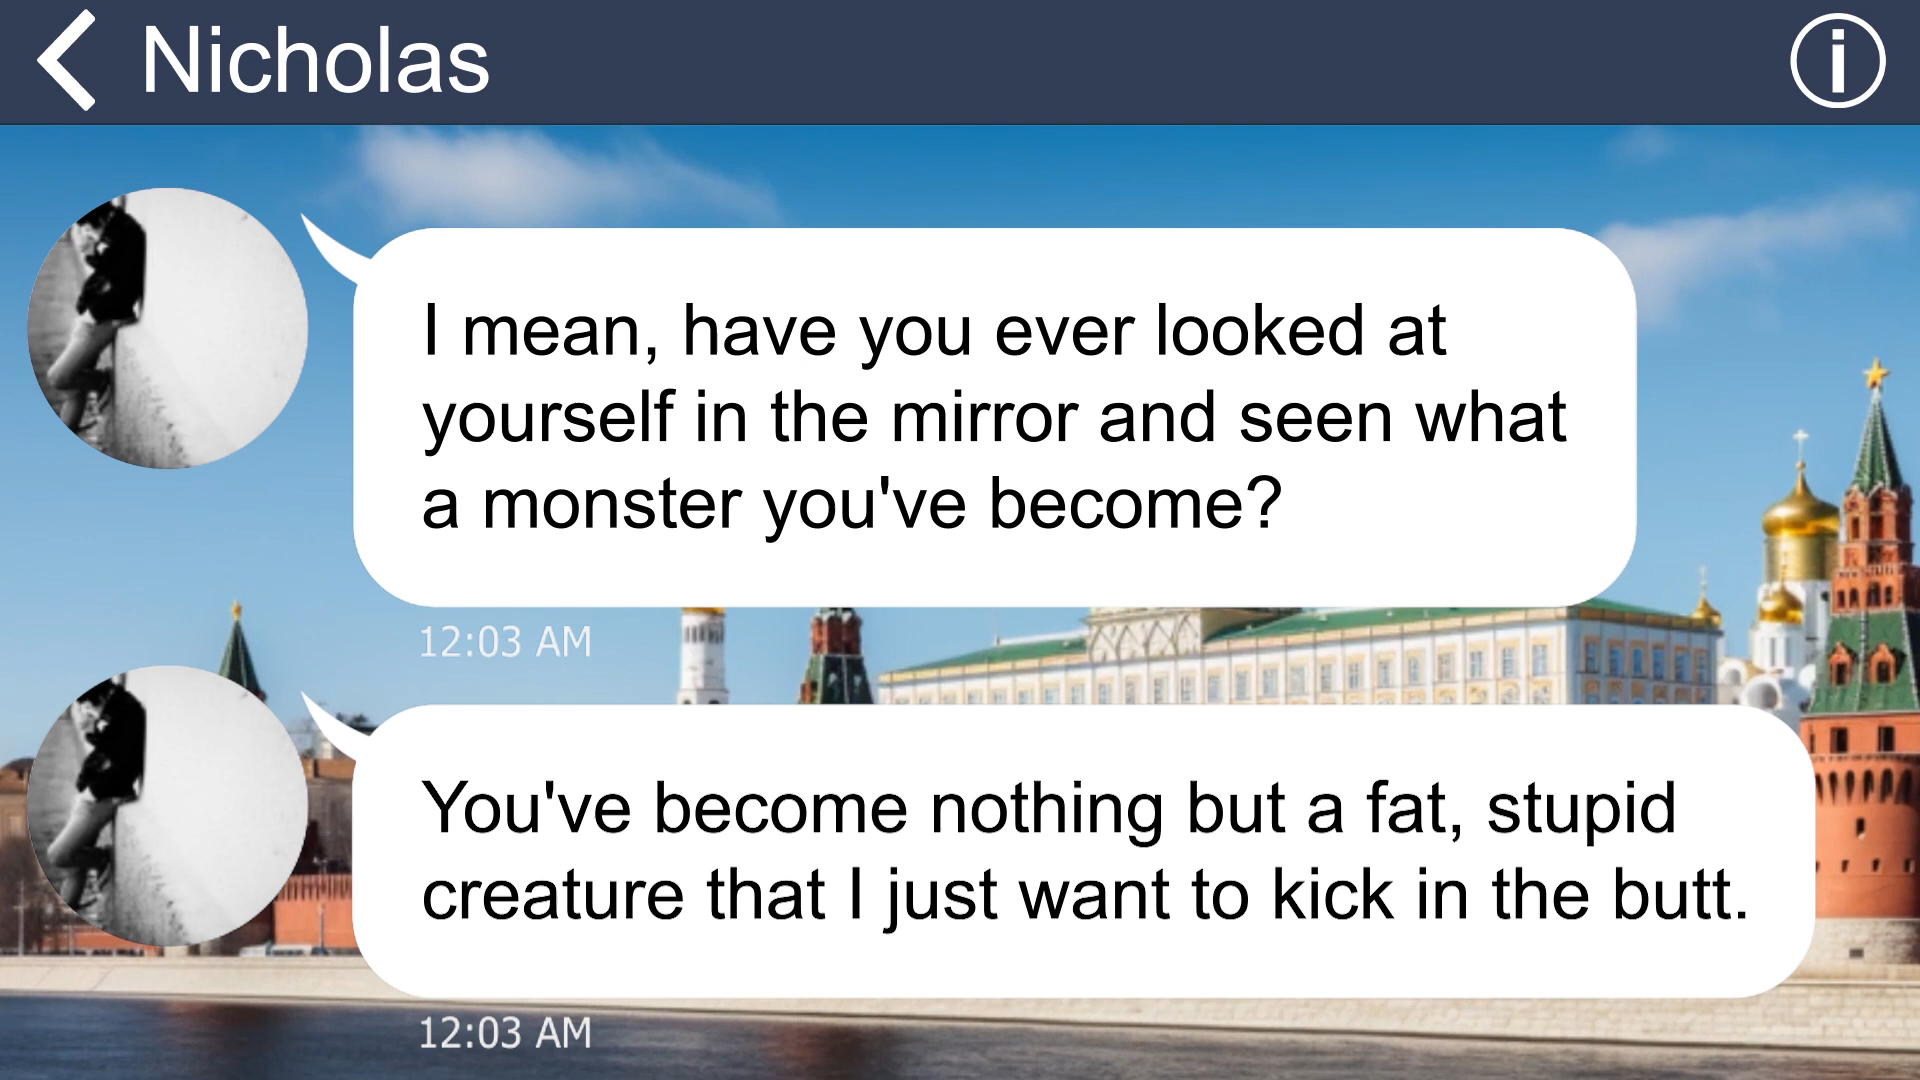 Nicholas
I mean, have you ever looked at
yourself in the mirror and seen what
a monster you've become?
12:03 AM
You've become nothing but a fat, stupid
creature that I just want to kick in the butt.
12:03 AM